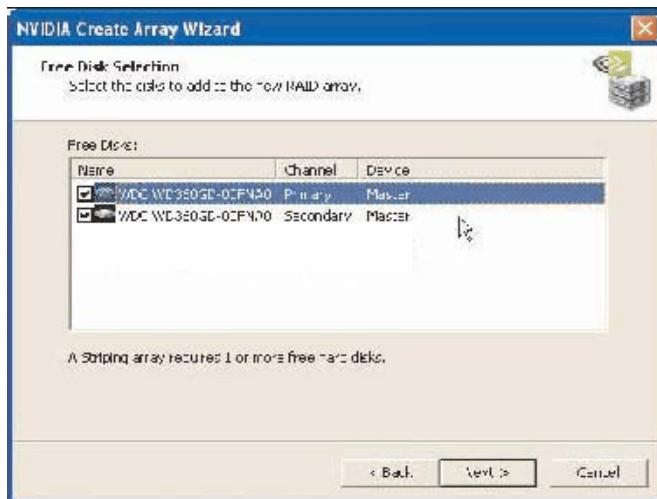 NVIDIA Create Array Wizard
Free Disk Selection
Select the disks to add to the new RAID array.
Free Disks:
Name Channel Device
WDC WD360GD-00FNA0 Primary Master
WDC WD360GD-00FNA0 Secondary Master
A Striping array requires 1 or more free hard disks.
< Back Next > Cancel